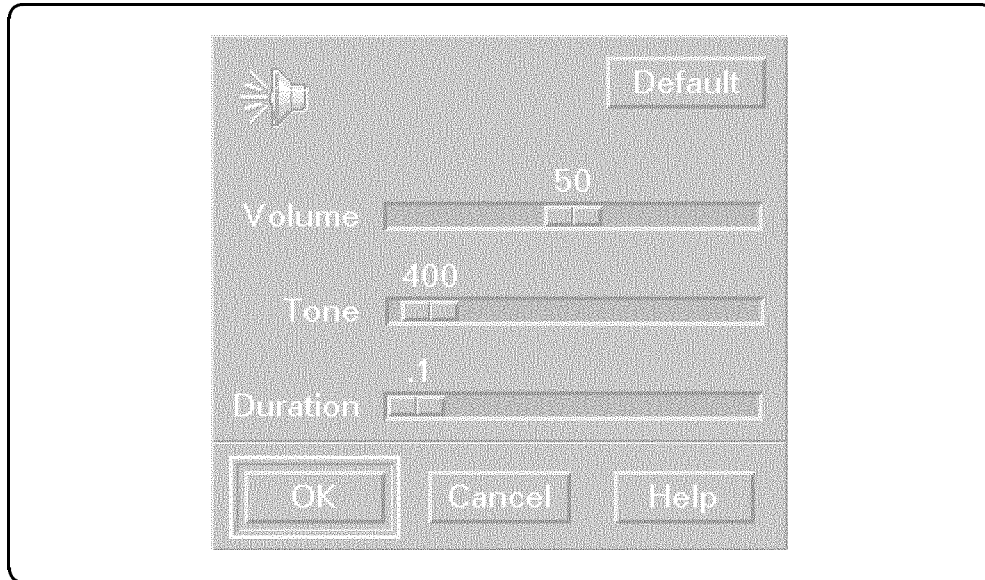 Default
50
Volume
400
Tone
.1
Duration
OK Cancel Help